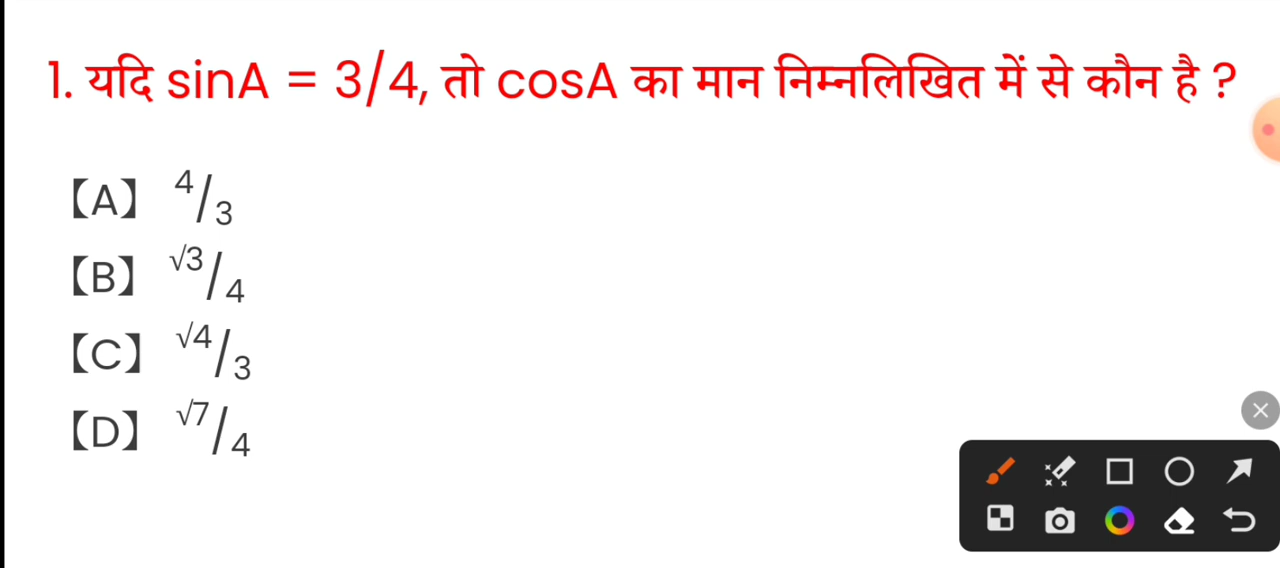 1. यदि sinA = 3/4, तो cosA का मान निम्नलिखित में से कौन है ?
【A】 ⁴/₃
【B】 √3/4
【C】 √4/3
【D】 √7/4